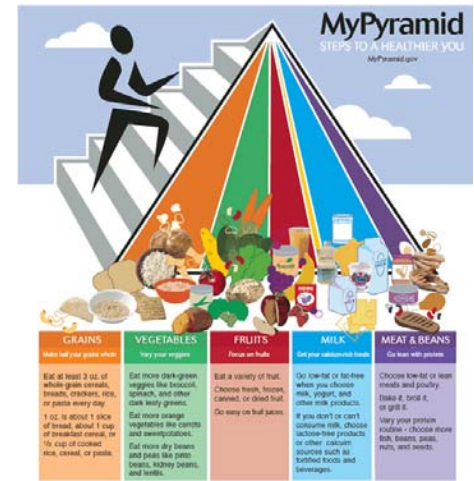 MyPyramid
STEPS TO A HEALTHIER YOU
MyPyramid.gov
GRAINS
Make half your grains whole
Eat at least 3 oz. of
whole-grain cereals,
breads, crackers, rice,
or pasta every day.
1 oz. is about 1 slice
of bread, about 1 cup
of breakfast cereal, or
½ cup of cooked
rice, cereal, or pasta.
VEGETABLES
Vary your veggies
Eat more dark-green
veggies like broccoli,
spinach, and other
dark leafy greens.
Eat more orange
vegetables like carrots
and sweetpotatoes.
Eat more dry beans
and peas like pinto
beans, kidney beans,
and lentils.
FRUITS
Focus on fruits
Eat a variety of fruit.
Choose fresh, frozen,
canned, or dried fruit.
Go easy on fruit juices.
MILK
Get your calcium-rich foods
Go low-fat or fat-free
when you choose
milk, yogurt, and
other milk products.
If you don't or can't
consume milk, choose
lactose-free products
or other calcium
sources such as
fortified foods and
beverages.
MEAT & BEANS
Go lean with protein
Choose low-fat or lean
meats and poultry.
Bake it, broil it,
or grill it.
Vary your protein
routine - choose more
fish, beans, peas,
nuts, and seeds.